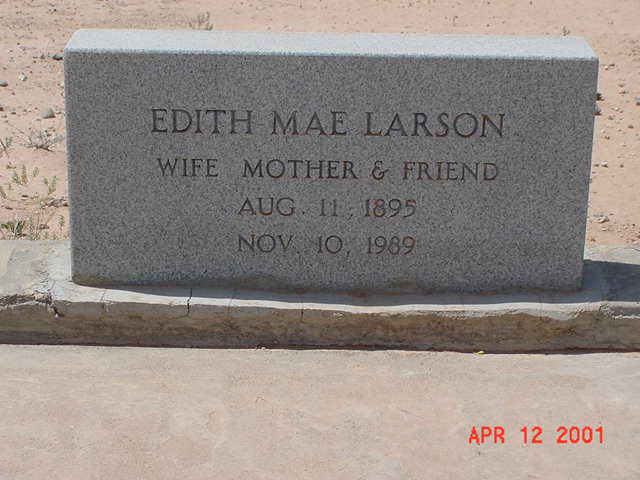 EDITH MAE LARSON
WIFE MOTHER & FRIEND
AUG. 11, 1895
NOV. 10, 1989
APR 12 2001